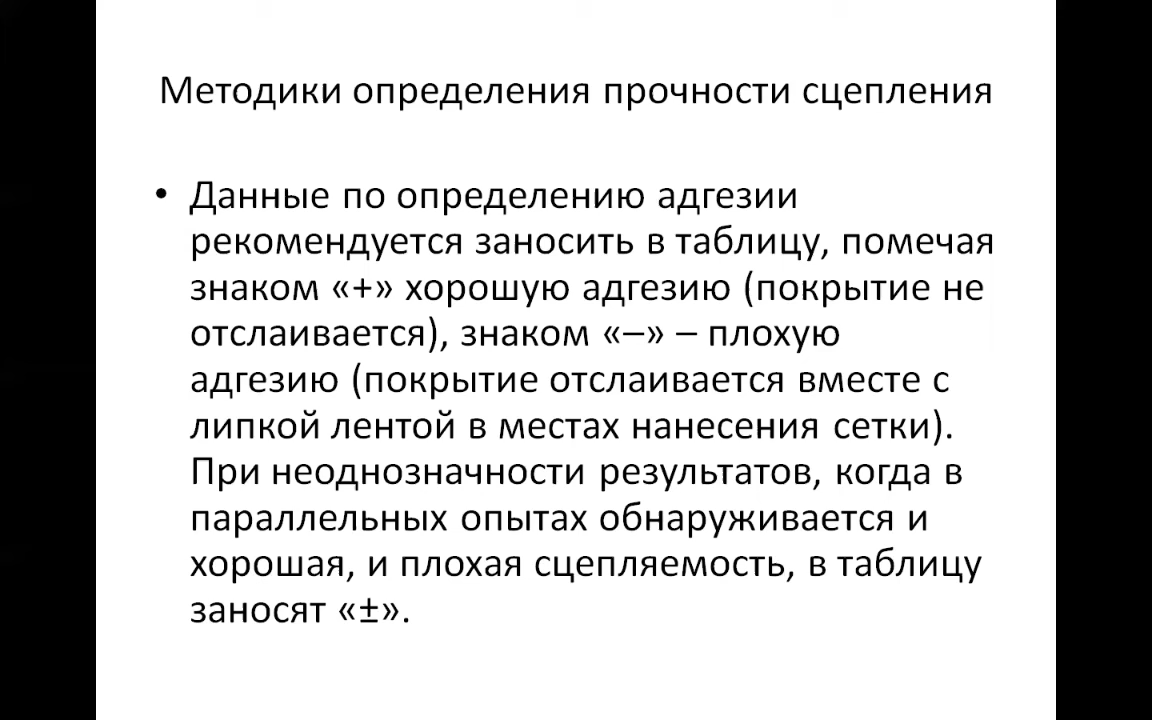 Методики определения прочности сцепления
• Данные по определению адгезии
рекомендуется заносить в таблицу, помечая
знаком «+» хорошую адгезию (покрытие не
отслаивается), знаком «–» – плохую
адгезию (покрытие отслаивается вместе с
липкой лентой в местах нанесения сетки).
При неоднозначности результатов, когда в
параллельных опытах обнаруживается и
хорошая, и плохая сцепляемость, в таблицу
заносят «±».